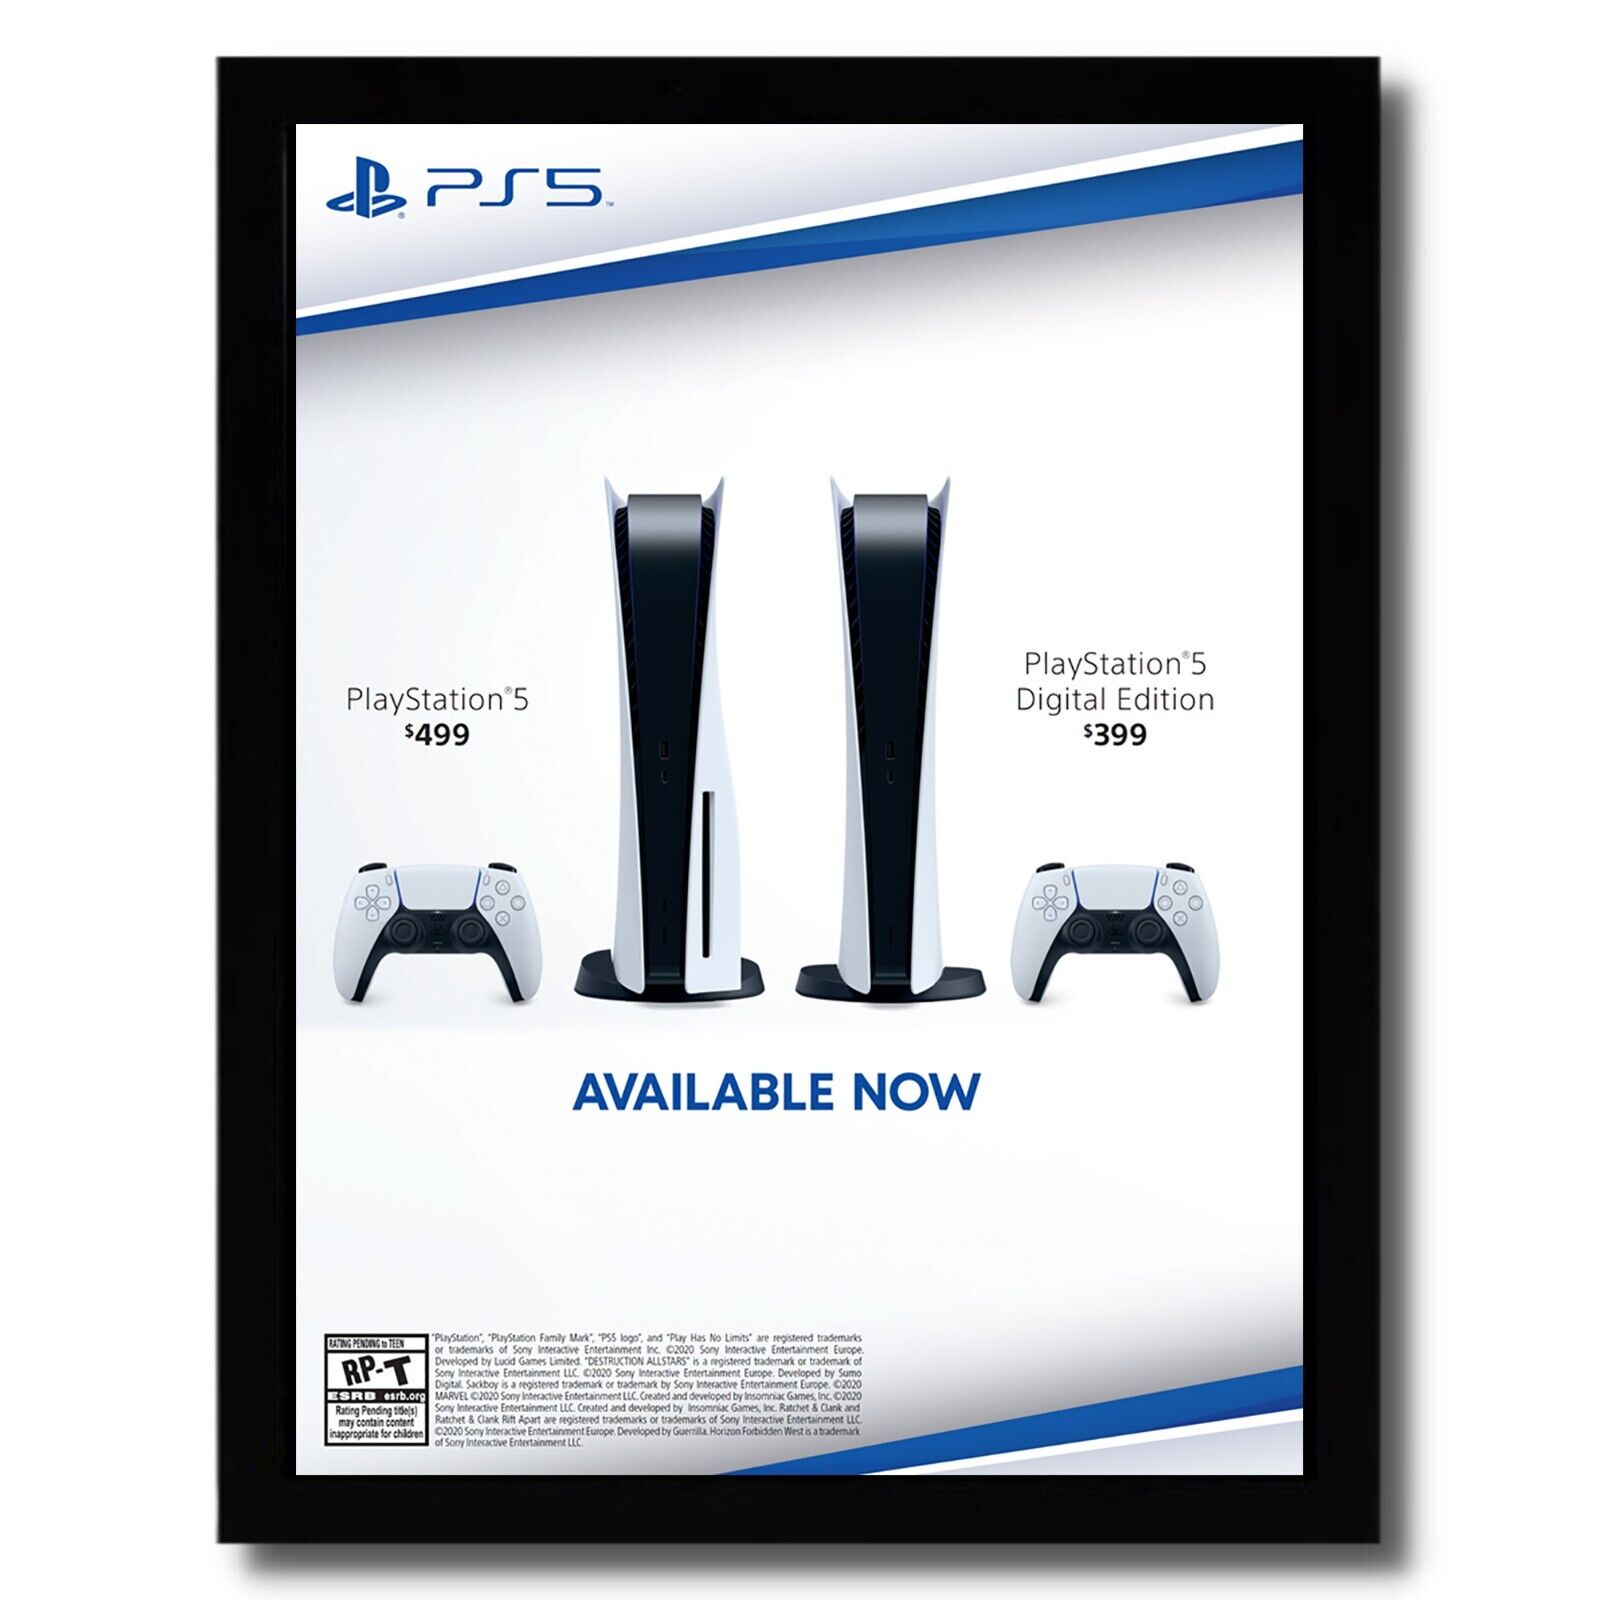 PS5™
PlayStation®5
$499
PlayStation®5
Digital Edition
$399
AVAILABLE NOW
RATING PENDING to TEEN
RP-T
ESRB esrb.org
Rating Pending title(s)
may contain content
inappropriate for children
"PlayStation", "PlayStation Family Mark", "PS5 logo", and "Play Has No Limits" are registered trademarks
or trademarks of Sony Interactive Entertainment Inc. ©2020 Sony Interactive Entertainment Europe.
Developed by Lucid Games Limited. "DESTRUCTION ALLSTARS" is a registered trademark or trademark of
Sony Interactive Entertainment LLC. ©2020 Sony Interactive Entertainment Europe. Developed by Sumo
Digital. Sackboy is a registered trademark or trademark by Sony Interactive Entertainment Europe. ©2020
MARVEL ©2020 Sony Interactive Entertainment LLC. Created and developed by Insomniac Games, Inc. ©2020
Sony Interactive Entertainment LLC. Created and developed by Insomniac Games, Inc. Ratchet & Clank and
Ratchet & Clank Rift Apart are registered trademarks or trademarks of Sony Interactive Entertainment LLC.
©2020 Sony Interactive Entertainment Europe. Developed by Guerrilla. Horizon Forbidden West is a trademark
of Sony Interactive Entertainment LLC.